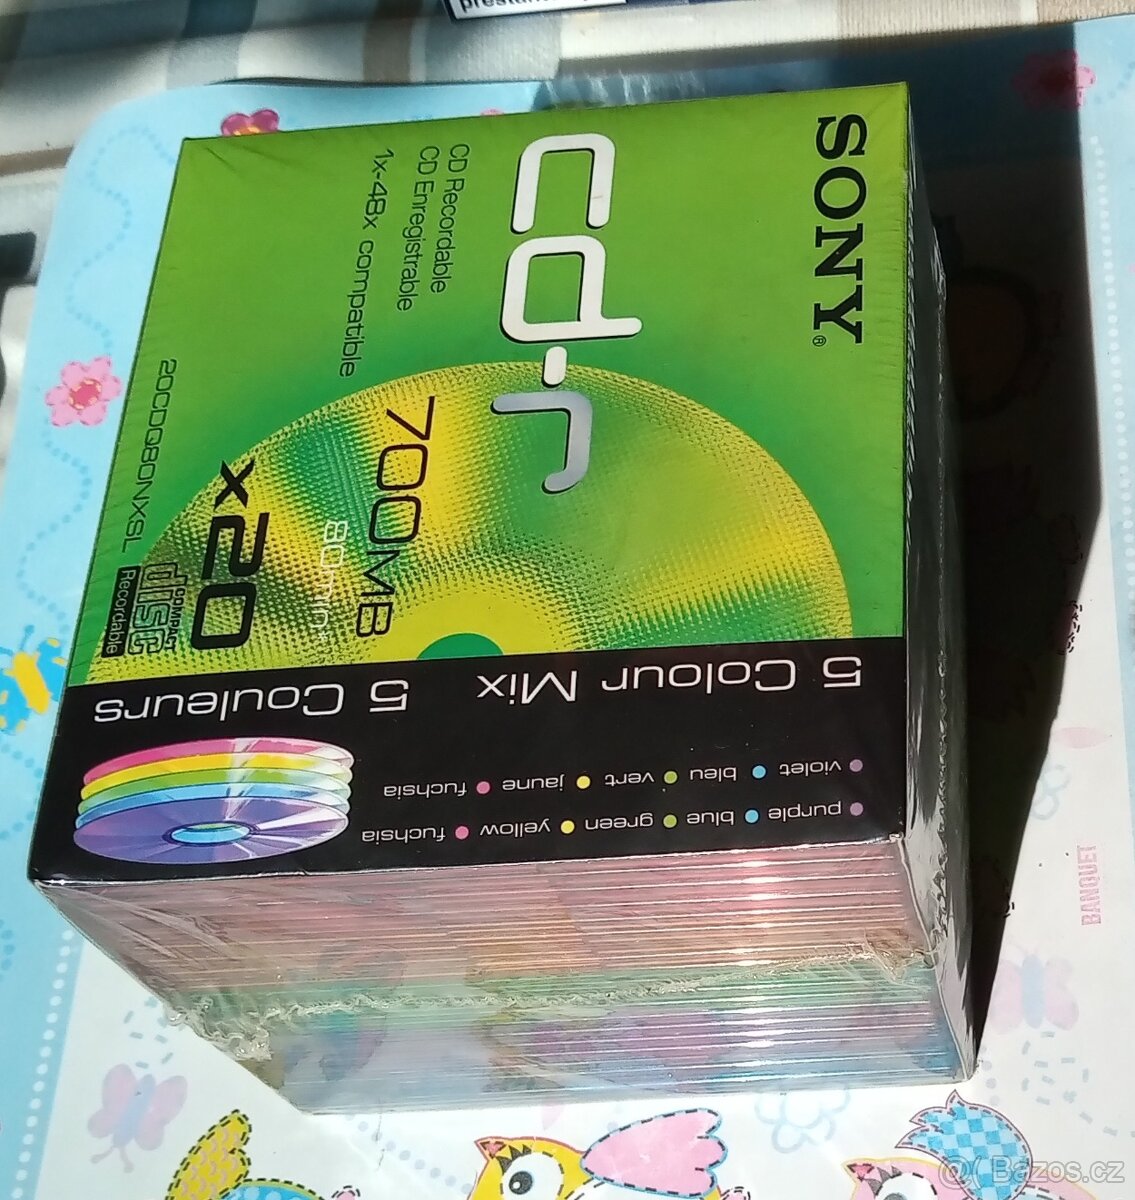 SONY®
cd-r
CD Recordable
CD Enregistrable
1x-48x compatible
700MB
80min
x20
20CDQ80NXSL
COMPACT
disc
Recordable
5 Colour Mix 5 Couleurs
violet bleu vert jaune fuchsia
purple blue green yellow fuchsia
BANQUET
@( Bazos.cz